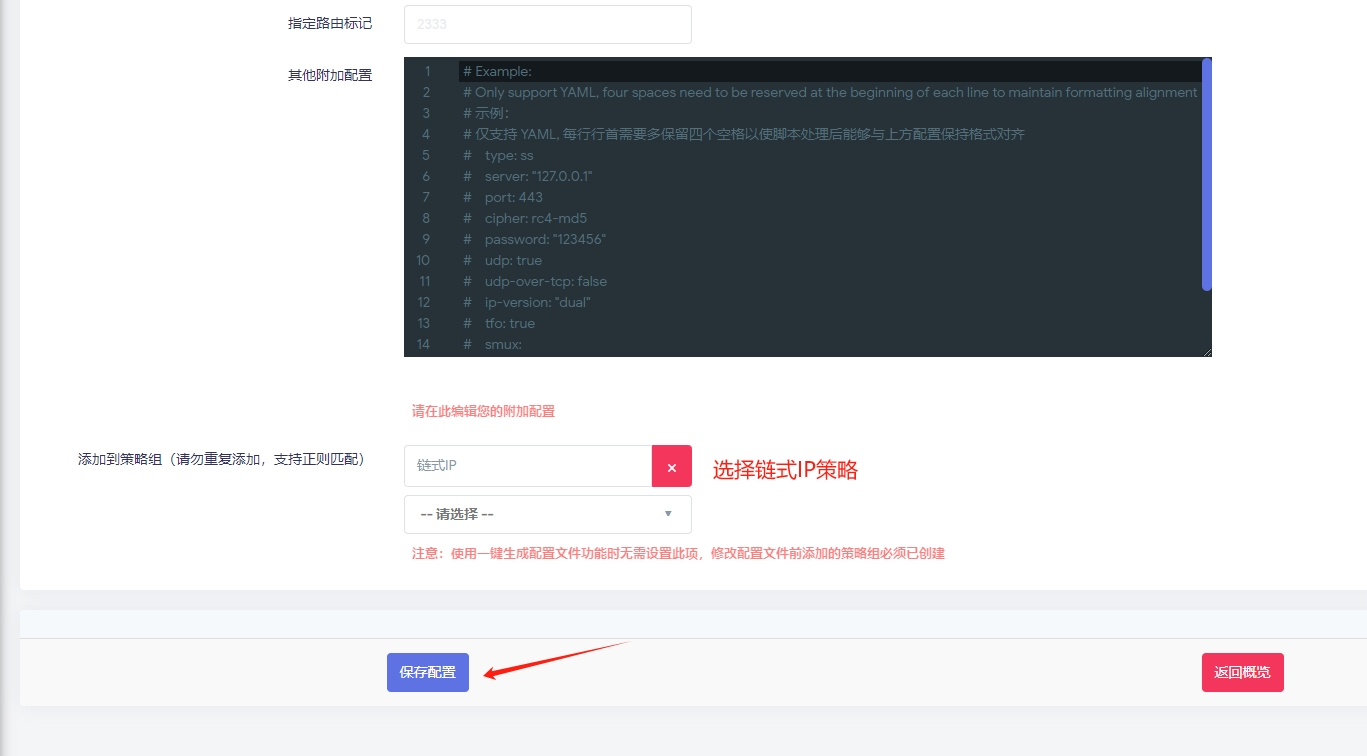 指定路由标记
2333
其他附加配置
1 # Example:
2 # Only support YAML, four spaces need to be reserved at the beginning of each line to maintain formatting alignment
3 # 示例：
4 # 仅支持 YAML, 每行行首需要多保留四个空格以使脚本处理后能够与上方配置保持格式对齐
5 #    type: ss
6 #    server: "127.0.0.1"
7 #    port: 443
8 #    cipher: rc4-md5
9 #    password: "123456"
10 #    udp: true
11 #    udp-over-tcp: false
12 #    ip-version: "dual"
13 #    tfo: true
14 #    smux:
请在此编辑您的附加配置
添加到策略组（请勿重复添加，支持正则匹配）
链式IP
×
选择链式IP策略
-- 请选择 --
注意：使用一键生成配置文件功能时无需设置此项，修改配置文件前添加的策略组必须已创建
保存配置
返回概览